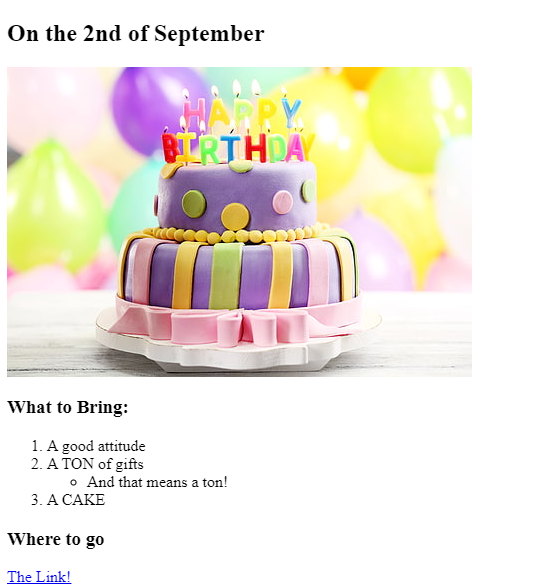 On the 2nd of September
HAPPY
BIRTHDAY
What to Bring:
1. A good attitude
2. A TON of gifts
And that means a ton!
3. A CAKE
Where to go
The Link!